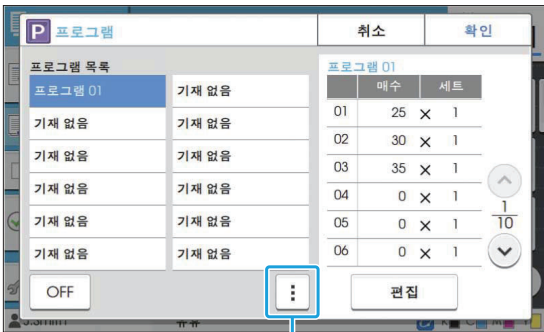 P 프로그램
취소
확인
프로그램 목록
프로그램 01
기재 없음
기재 없음
기재 없음
기재 없음
기재 없음
기재 없음
기재 없음
기재 없음
기재 없음
기재 없음
기재 없음
OFF
프로그램 01
매수 세트
01 25 × 1
02 30 × 1
03 35 × 1
04 0 × 1
05 0 × 1
06 0 × 1
1
10
편집